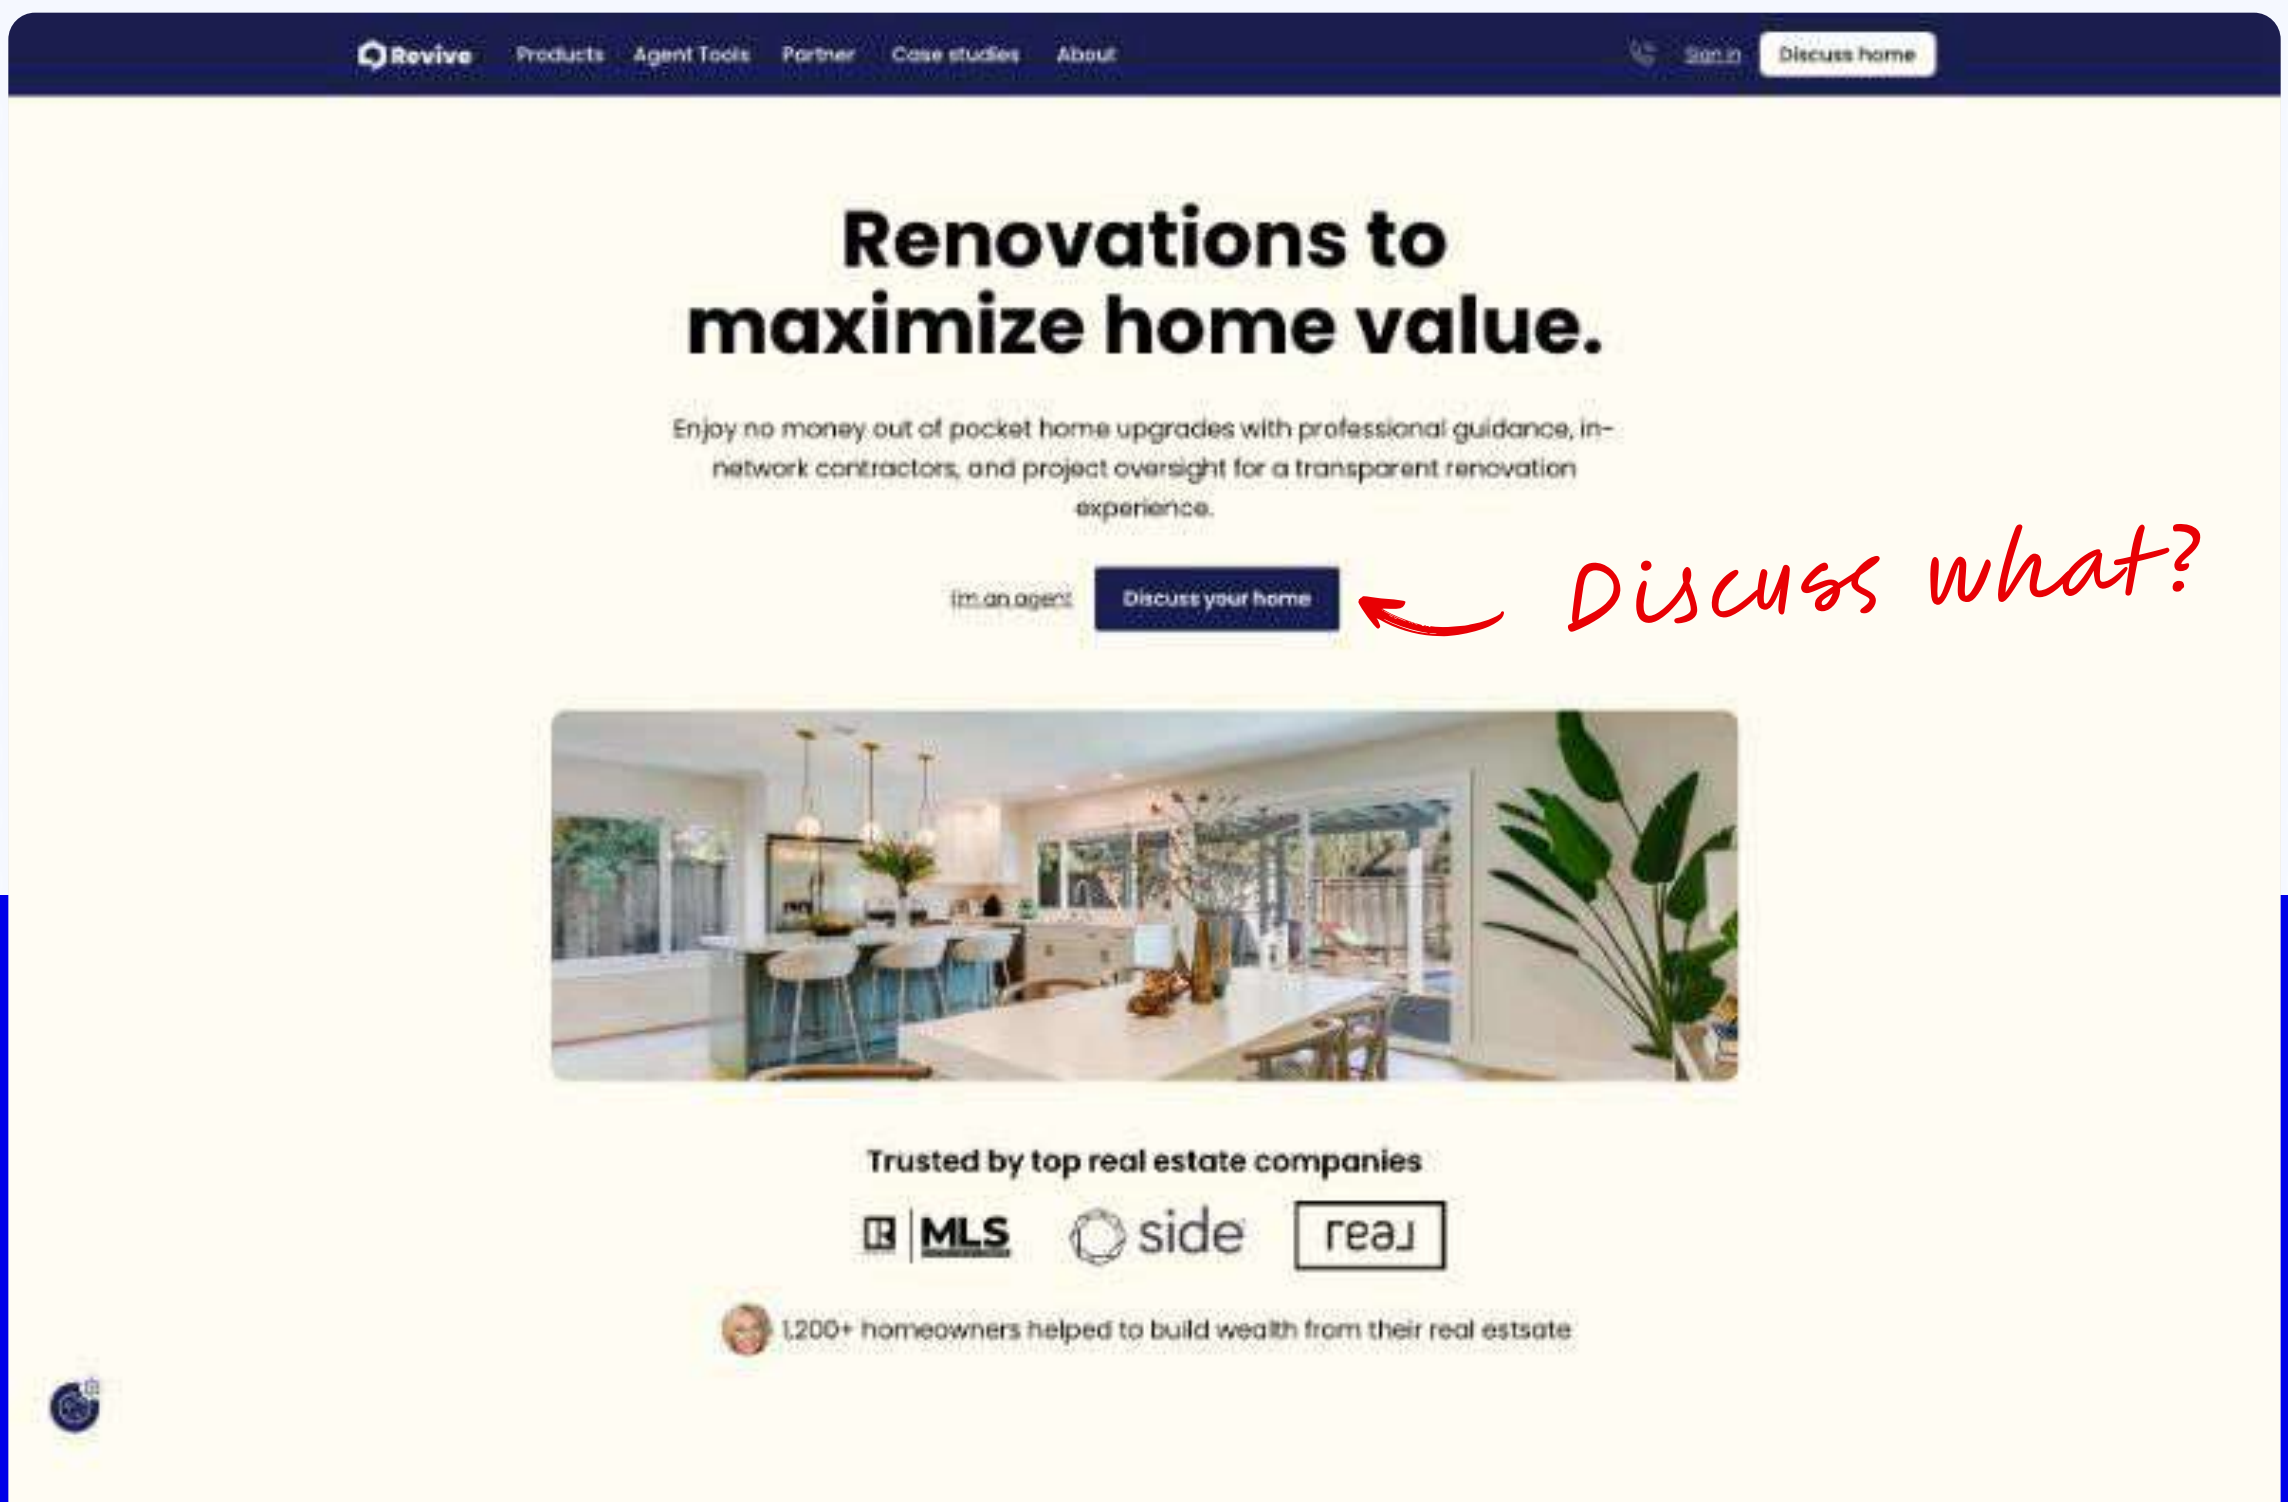 Revive Products Agent Tools Partner Case studies About Sign in Discuss home
Renovations to
maximize home value.
Enjoy no money out of pocket home upgrades with professional guidance, in-
network contractors, and project oversight for a transparent renovation
experience.
I'm an agent Discuss your home
Discuss what?
Trusted by top real estate companies
R MLS side real
1,200+ homeowners helped to build wealth from their real estsate